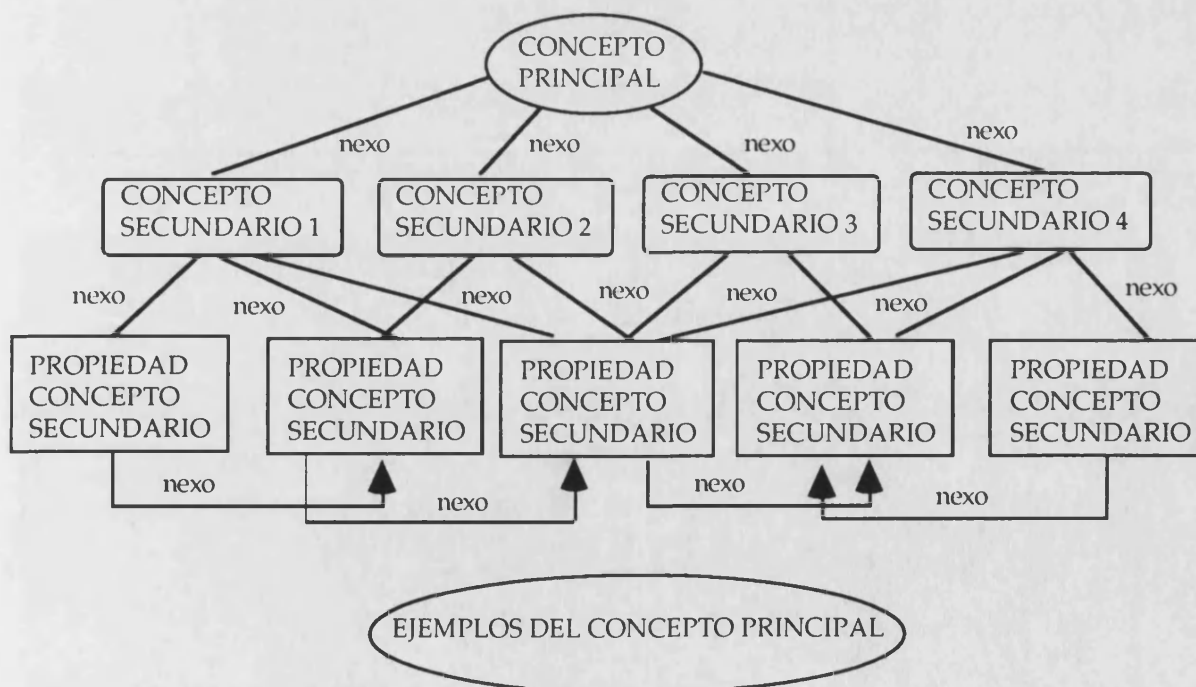 CONCEPTO
PRINCIPAL
nexo
nexo
nexo
nexo
CONCEPTO
SECUNDARIO 1
CONCEPTO
SECUNDARIO 2
CONCEPTO
SECUNDARIO 3
CONCEPTO
SECUNDARIO 4
nexo
nexo
nexo
nexo
nexo
nexo
nexo
PROPIEDAD
CONCEPTO
SECUNDARIO
PROPIEDAD
CONCEPTO
SECUNDARIO
PROPIEDAD
CONCEPTO
SECUNDARIO
PROPIEDAD
CONCEPTO
SECUNDARIO
PROPIEDAD
CONCEPTO
SECUNDARIO
nexo
nexo
nexo
nexo
EJEMPLOS DEL CONCEPTO PRINCIPAL